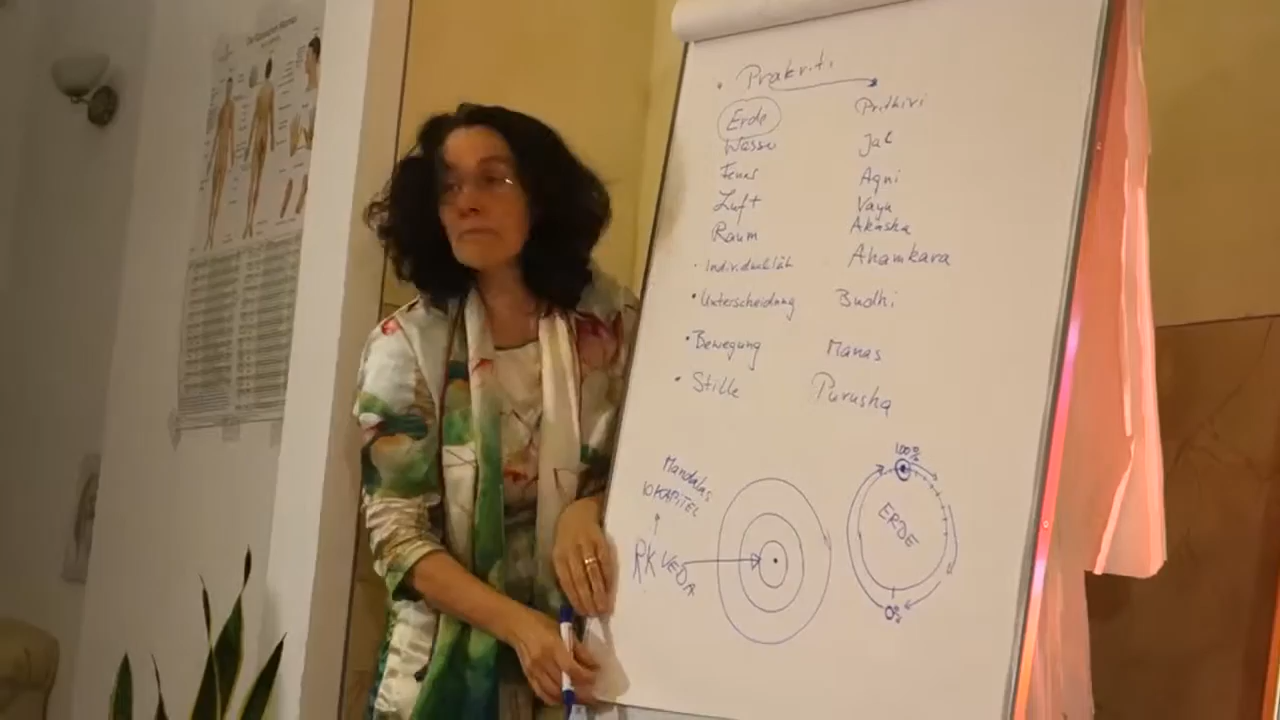 • Prakriti
Erde Prithivi
Wasser Jal
Feuer Agni
Luft Vayu
Raum Akasha
· Individualität Ahamkara
• Unterscheidung Budhi
• Bewegung Manas
• Stille Purusha
Mandalas
10 KAPITEL
RK VEDA
100%
ERDE
0%